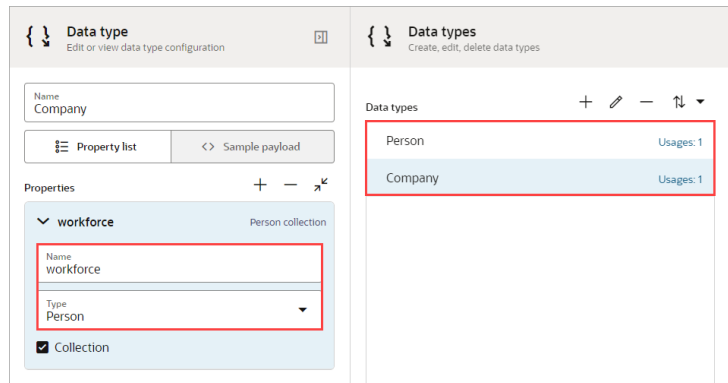 Data type
Edit or view data type configuration
Name
Company
Property list
<> Sample payload
Properties
workforce
Person collection
Name
workforce
Type
Person
Collection
Data types
Create, edit, delete data types
Data types
Person
Usages: 1
Company
Usages: 1